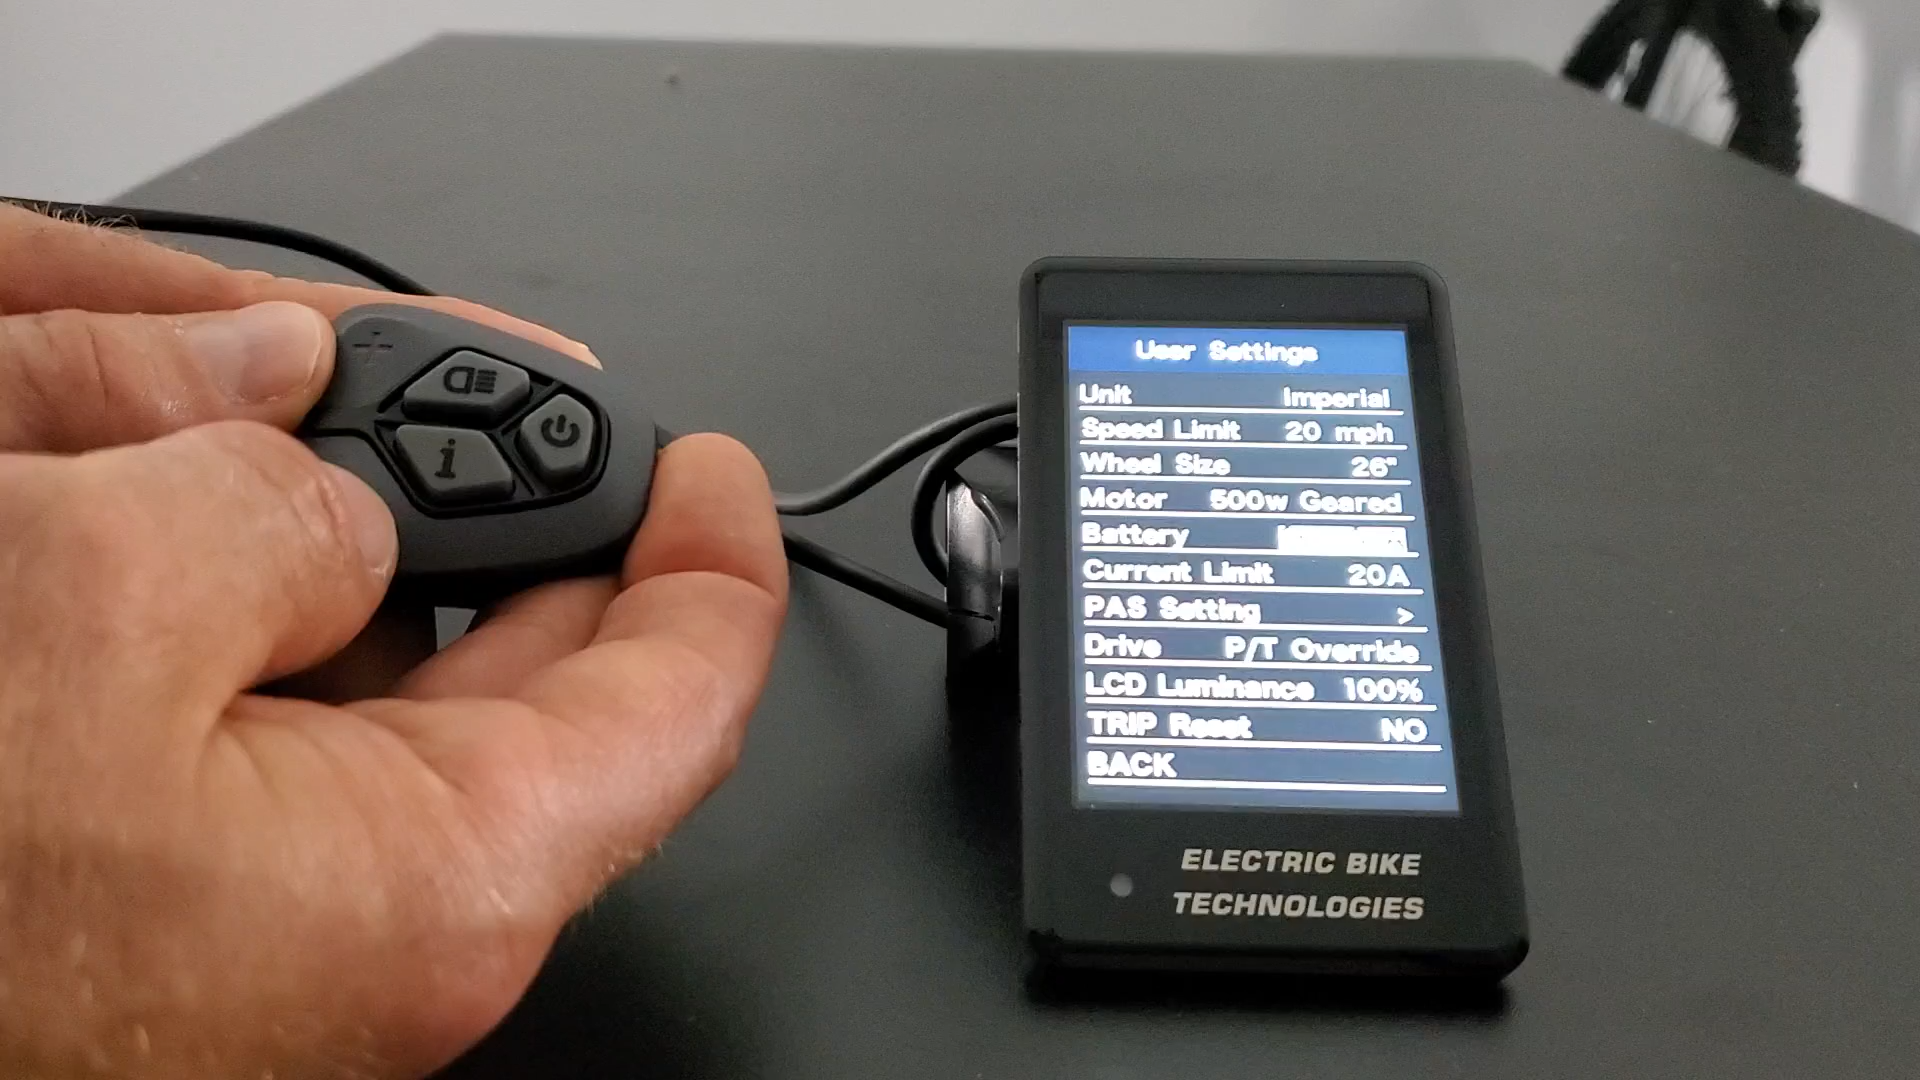 +
i
User Settings
Unit Imperial
Speed Limit 20 mph
Wheel Size 26"
Motor 500w Geared
Battery
Current Limit 20A
PAS Setting >
Drive P/T Override
LCD Luminance 100%
TRIP Reset NO
BACK
ELECTRIC BIKE
TECHNOLOGIES